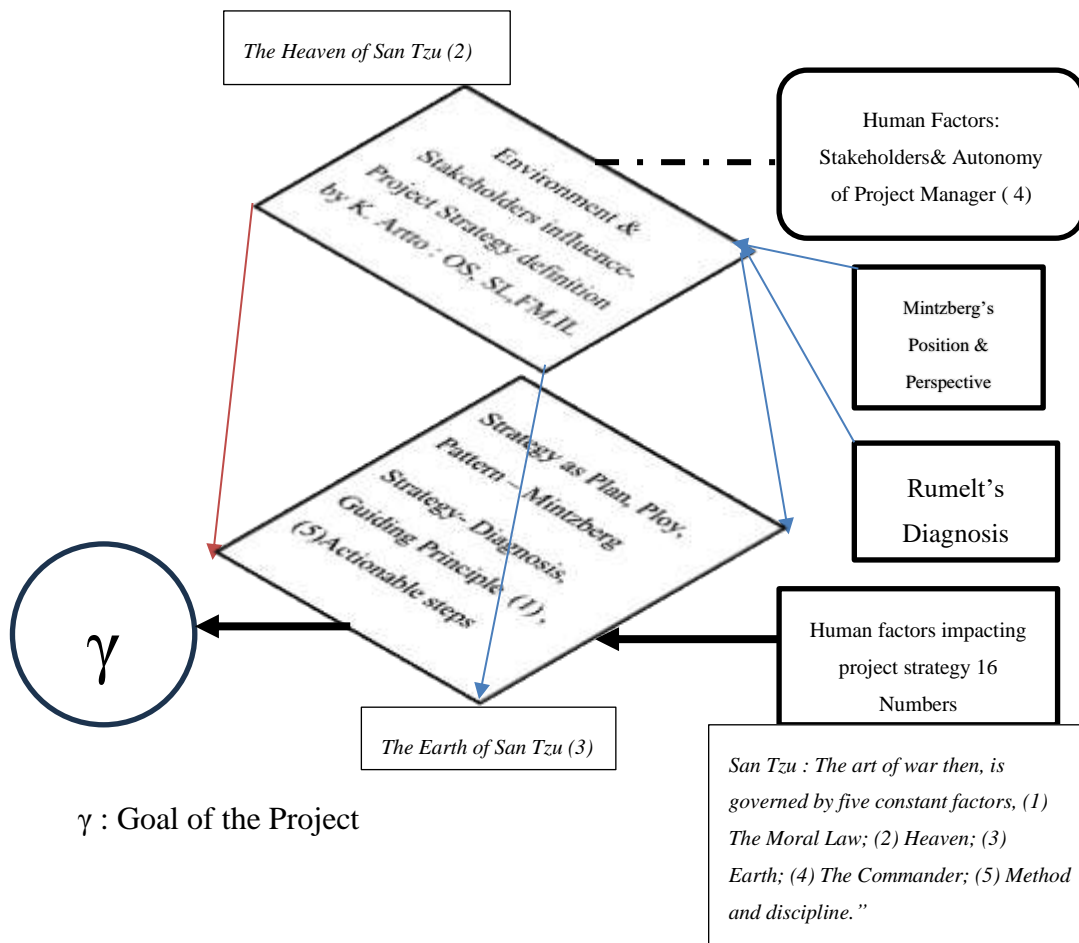 The Heaven of San Tzu (2)
Human Factors:
Stakeholders& Autonomy
of Project Manager ( 4)
Environment &
Stakeholders influence-
Project Strategy definition
by K. Artto : OS, SL,FM,IL
Mintzberg’s
Position &
Perspective
Strategy as Plan, Ploy,
Pattern – Mintzberg
Strategy- Diagnosis,
Guiding Principle (1) ,
(5)Actionable steps
Rumelt’s
Diagnosis
γ
Human factors impacting
project strategy 16
Numbers
The Earth of San Tzu (3)
San Tzu : The art of war then, is
governed by five constant factors, (1)
The Moral Law; (2) Heaven; (3)
Earth; (4) The Commander; (5) Method
and discipline.”
γ : Goal of the Project